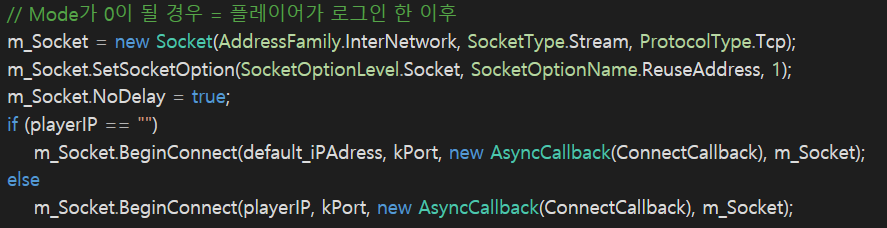 // Mode가 0이 될 경우 = 플레이어가 로그인 한 이후
m_Socket = new Socket(AddressFamily.InterNetwork, SocketType.Stream, ProtocolType.Tcp);
m_Socket.SetSocketOption(SocketOptionLevel.Socket, SocketOptionName.ReuseAddress, 1);
m_Socket.NoDelay = true;
if (playerIP == "")
m_Socket.BeginConnect(default_iPAdress, kPort, new AsyncCallback(ConnectCallback), m_Socket);
else
m_Socket.BeginConnect(playerIP, kPort, new AsyncCallback(ConnectCallback), m_Socket);